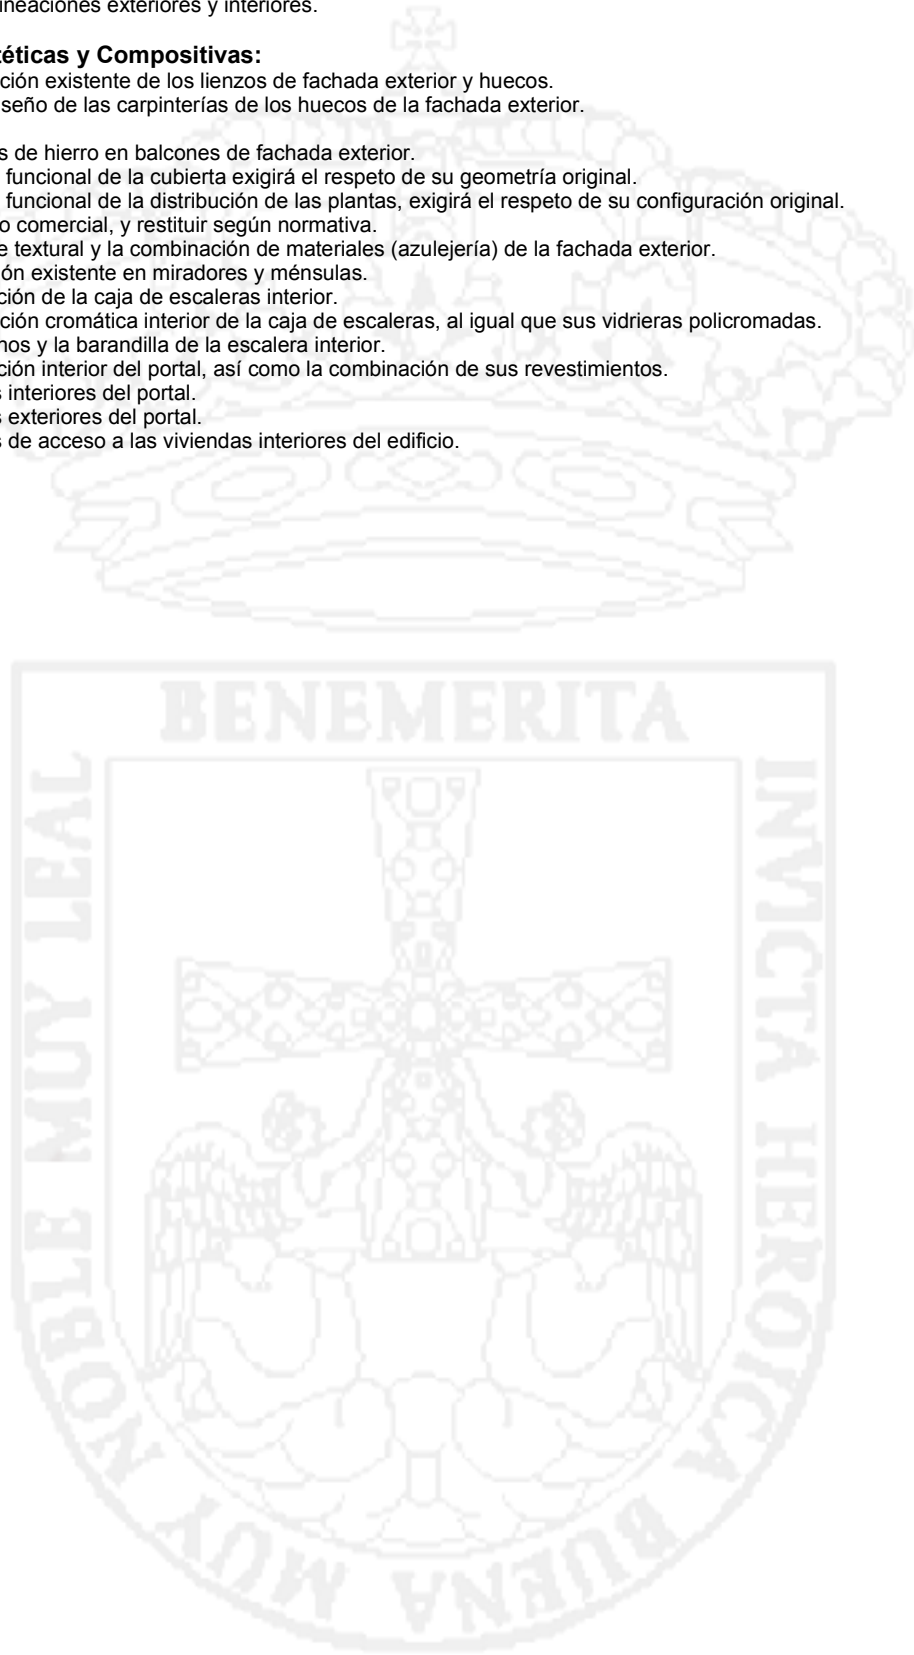 ineaciones exteriores y interiores.
téticas y Compositivas:
ción existente de los lienzos de fachada exterior y huecos.
seño de las carpinterías de los huecos de la fachada exterior.
s de hierro en balcones de fachada exterior.
funcional de la cubierta exigirá el respeto de su geometría original.
funcional de la distribución de las plantas, exigirá el respeto de su configuración original.
o comercial, y restituir según normativa.
e textural y la combinación de materiales (azulejería) de la fachada exterior.
ón existente en miradores y ménsulas.
ción de la caja de escaleras interior.
ción cromática interior de la caja de escaleras, al igual que sus vidrieras policromadas.
nos y la barandilla de la escalera interior.
ción interior del portal, así como la combinación de sus revestimientos.
s interiores del portal.
s exteriores del portal.
s de acceso a las viviendas interiores del edificio.
BENEMERITA
INVICTA HEROICA BUENA
MUY NOBLE MUY LEAL